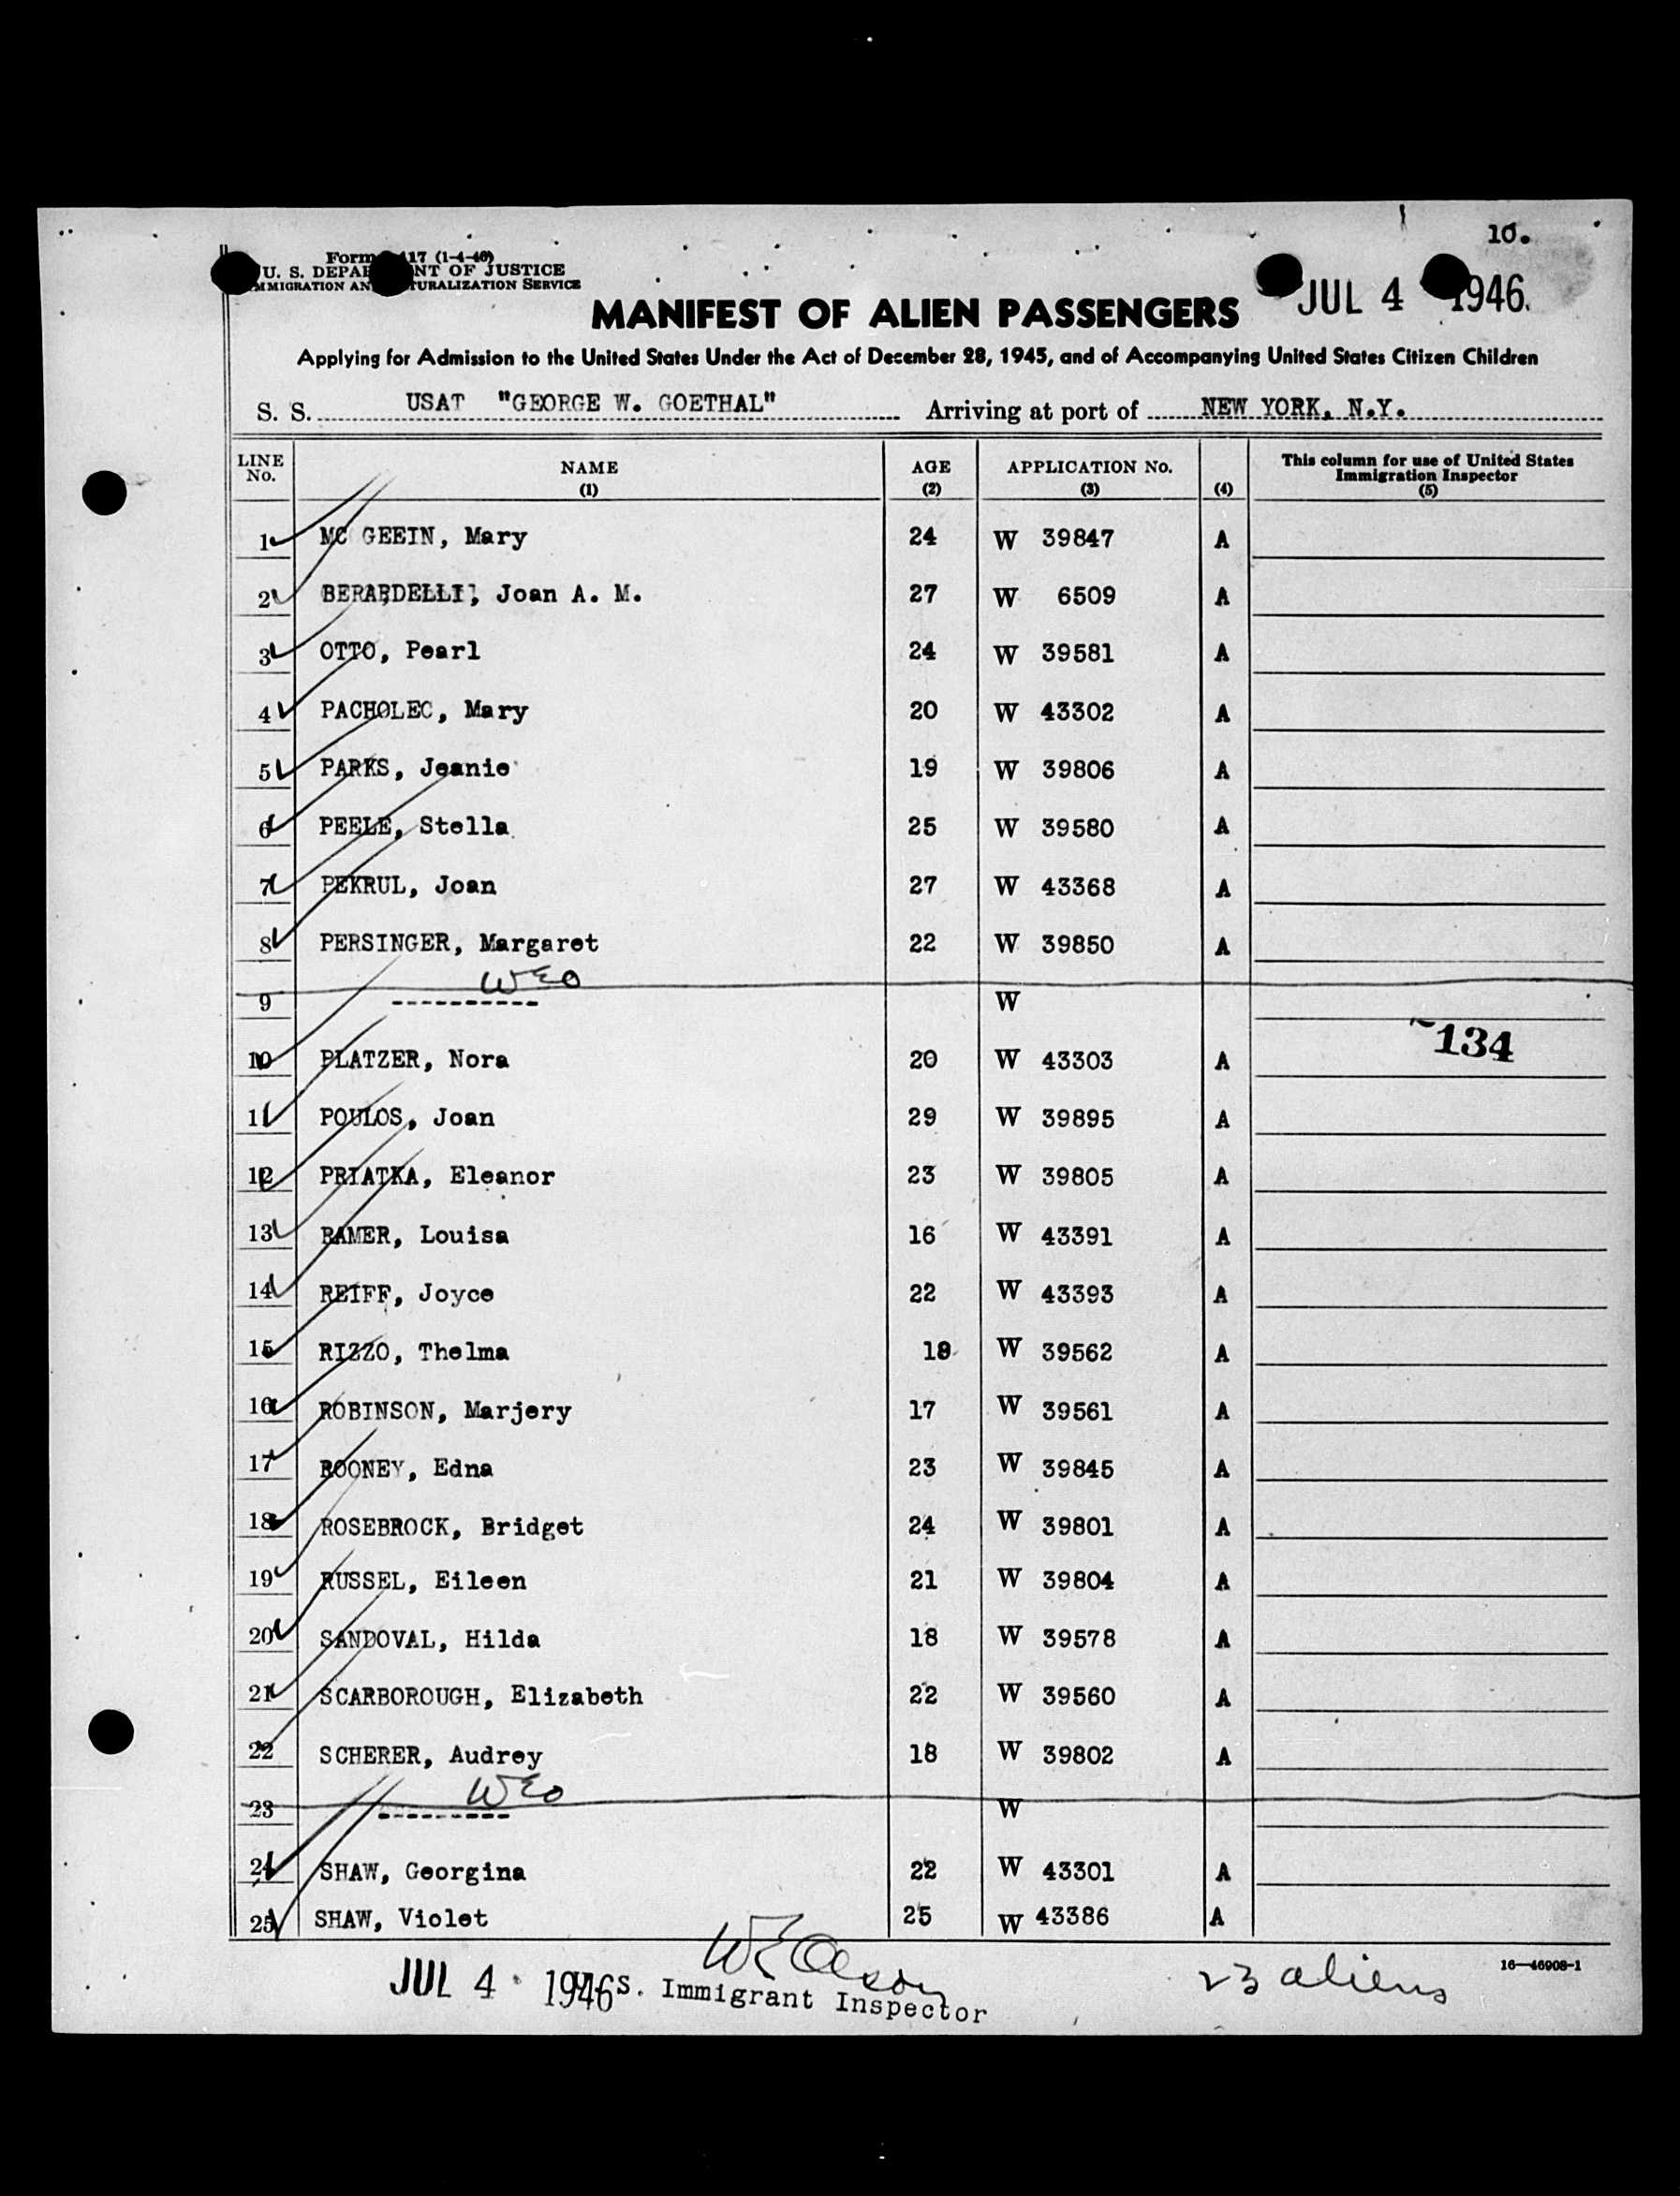 10.
Form 417 (1-4-46)
U. S. DEPARTMENT OF JUSTICE
IMMIGRATION AND NATURALIZATION SERVICE
JUL 4 1946.
MANIFEST OF ALIEN PASSENGERS
Applying for Admission to the United States Under the Act of December 28, 1945, and of Accompanying United States Citizen Children
S. S. USAT "GEORGE W. GOETHAL" Arriving at port of NEW YORK, N.Y.
LINE No. NAME (1) AGE (2) APPLICATION No. (3) (4) This column for use of United States Immigration Inspector (5)
1 MC GEEIN, Mary 24 W 39847 A
2 BERARDELLI, Joan A. M. 27 W 6509 A
3 OTTO, Pearl 24 W 39581 A
4 PACHOLEC, Mary 20 W 43302 A
5 PARKS, Jeanie 19 W 39806 A
6 PEELE, Stella 25 W 39580 A
7 PEKRUL, Joan 27 W 43368 A
8 PERSINGER, Margaret 22 W 39850 A
WEO
9 ---------- W
134
10 PLATZER, Nora 20 W 43303 A
11 POULOS, Joan 29 W 39895 A
12 PRIATKA, Eleanor 23 W 39805 A
13 RAMER, Louisa 16 W 43391 A
14 REIFF, Joyce 22 W 43393 A
15 RIZZO, Thelma 18 W 39562 A
16 ROBINSON, Marjery 17 W 39561 A
17 ROONEY, Edna 23 W 39845 A
18 ROSEBROCK, Bridget 24 W 39801 A
19 RUSSEL, Eileen 21 W 39804 A
20 SANDOVAL, Hilda 18 W 39578 A
21 SCARBOROUGH, Elizabeth 22 W 39560 A
22 SCHERER, Audrey 18 W 39802 A
WEO
23 --------- W
24 SHAW, Georgina 22 W 43301 A
25 SHAW, Violet 25 W 43386 A
16—46908-1
WE Olson
23 aliens
JUL 4 1946 S. Immigrant Inspector